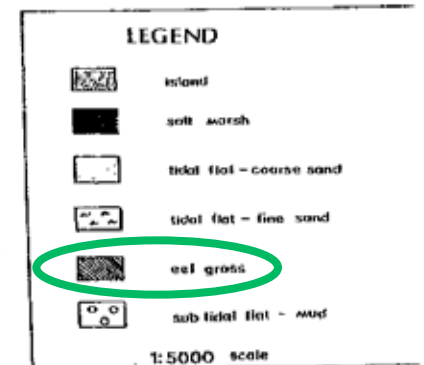 LEGEND
island
salt marsh
tidal flat - coarse sand
tidal flat - fine sand
eel grass
sub tidal flat - mud
1:5000 scale